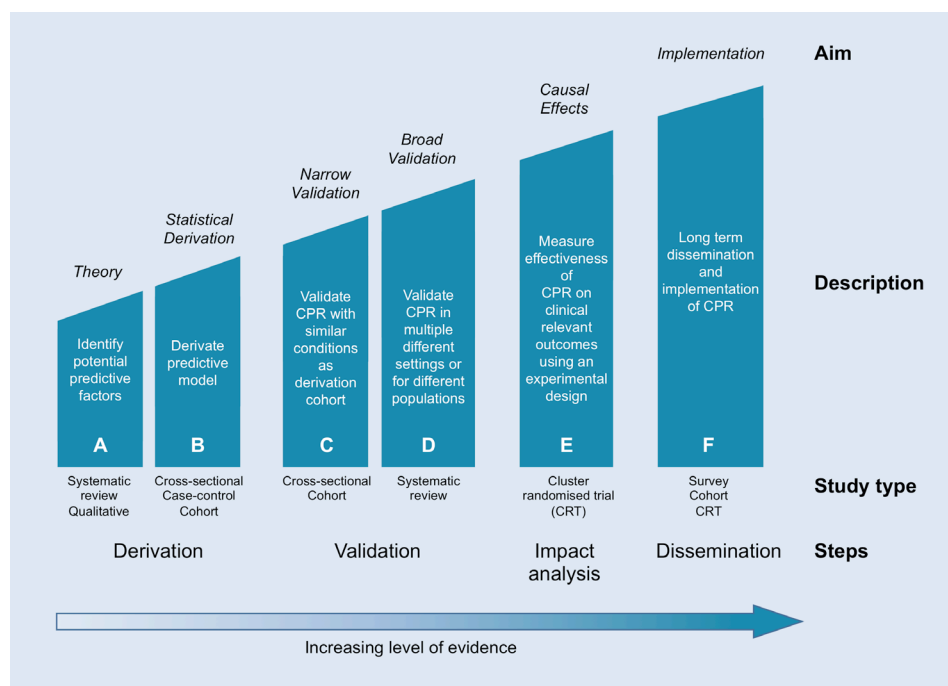 Implementation
Aim
Causal
Effects
Broad
Validation
Narrow
Validation
Statistical
Derivation
Theory
Description
Identify
potential
predictive
factors
A
Derivate
predictive
model
B
Validate
CPR with
similar
conditions
as
derivation
cohort
C
Validate
CPR in
multiple
different
settings or
for different
populations
D
Measure
effectiveness
of
CPR on
clinical
relevant
outcomes
using an
experimental
design
E
Long term
dissemination
and
implementation
of CPR
F
Systematic
review
Qualitative
Cross-sectional
Case-control
Cohort
Cross-sectional
Cohort
Systematic
review
Cluster
randomised trial
(CRT)
Survey
Cohort
CRT
Study type
Derivation
Validation
Impact
analysis
Dissemination
Steps
Increasing level of evidence